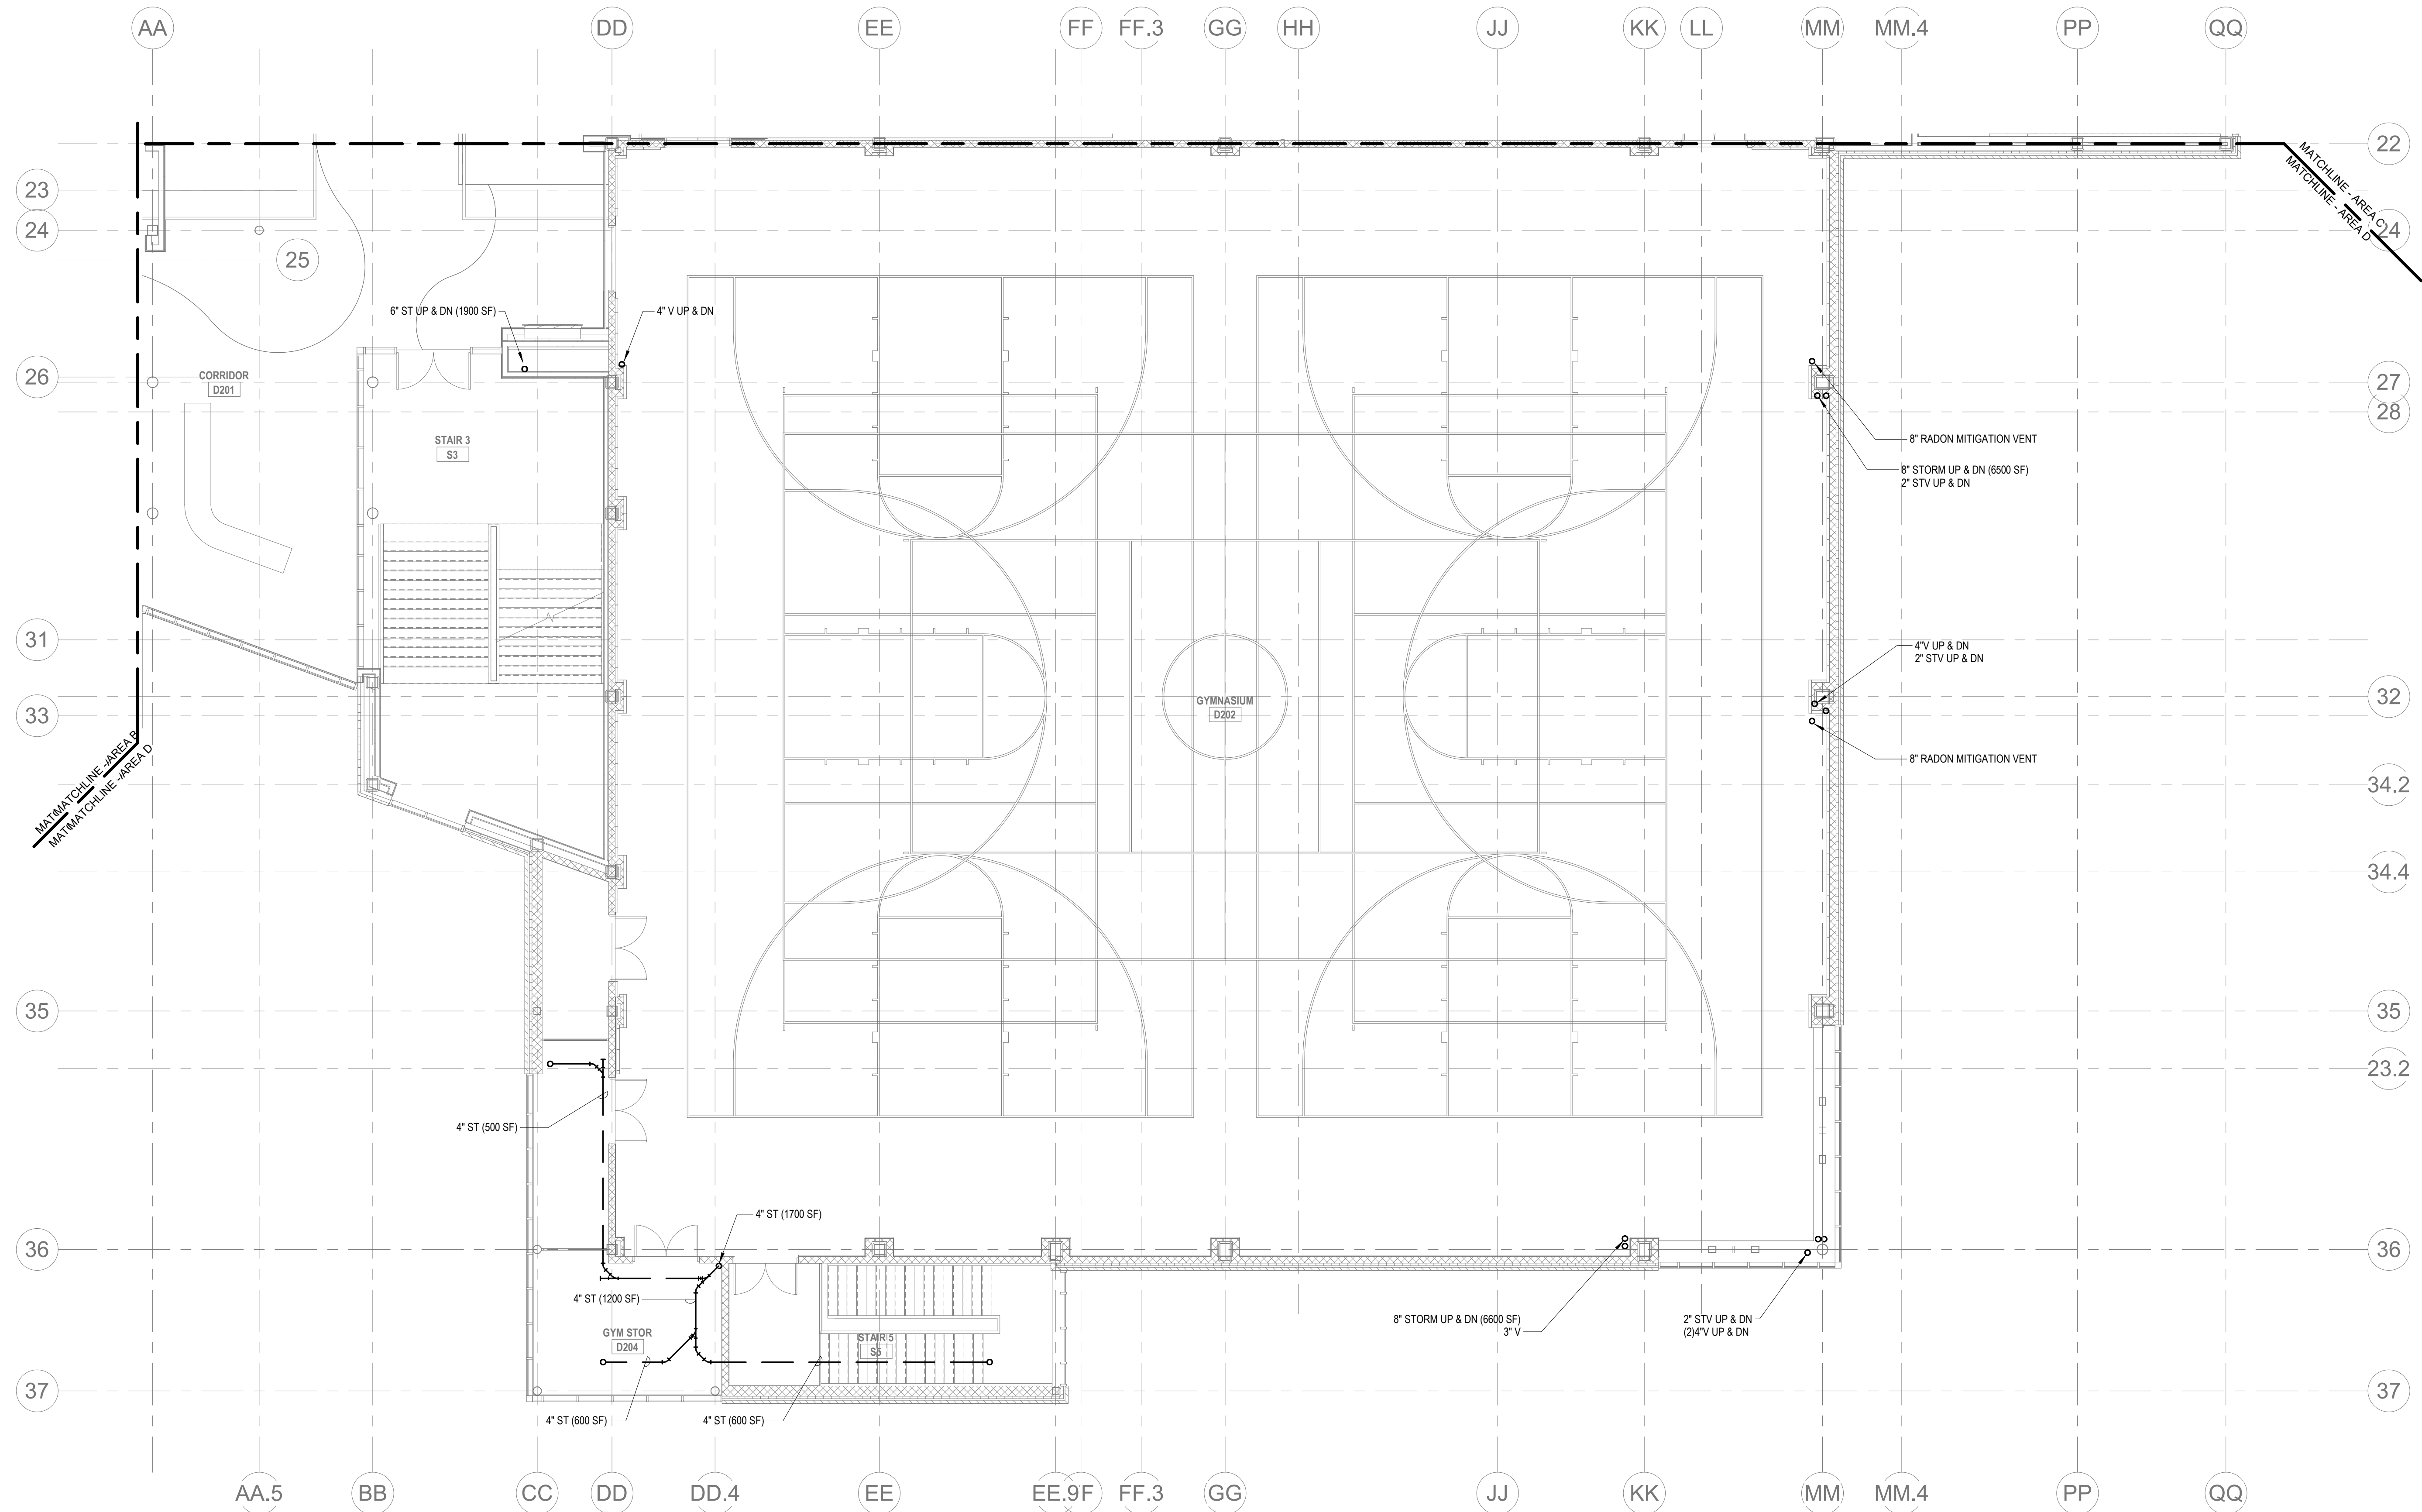 AA
DD
EE
FF
FF.3
GG
HH
JJ
KK
LL
MM
MM.4
PP
QQ
22
MATCHLINE - AREA C
MATCHLINE - AREA D
23
24
24
25
6" ST UP & DN (1900 SF)
4" V UP & DN
26
CORRIDOR
D201
27
28
STAIR 3
S3
8" RADON MITIGATION VENT
8" STORM UP & DN (6500 SF)
2" STV UP & DN
31
4"V UP & DN
2" STV UP & DN
32
33
GYMNASIUM
D202
8" RADON MITIGATION VENT
MATCHLINE - AREA B
MATCHLINE - AREA D
34.2
34.4
35
35
23.2
4" ST (500 SF)
4" ST (1700 SF)
36
36
4" ST (1200 SF)
8" STORM UP & DN (6600 SF)
3" V
2" STV UP & DN
(2)4"V UP & DN
GYM STOR
D204
STAIR 5
S5
37
37
4" ST (600 SF)
4" ST (600 SF)
AA.5
BB
CC
DD
DD.4
EE
EE.9
FF.3
GG
JJ
KK
MM
MM.4
PP
QQ